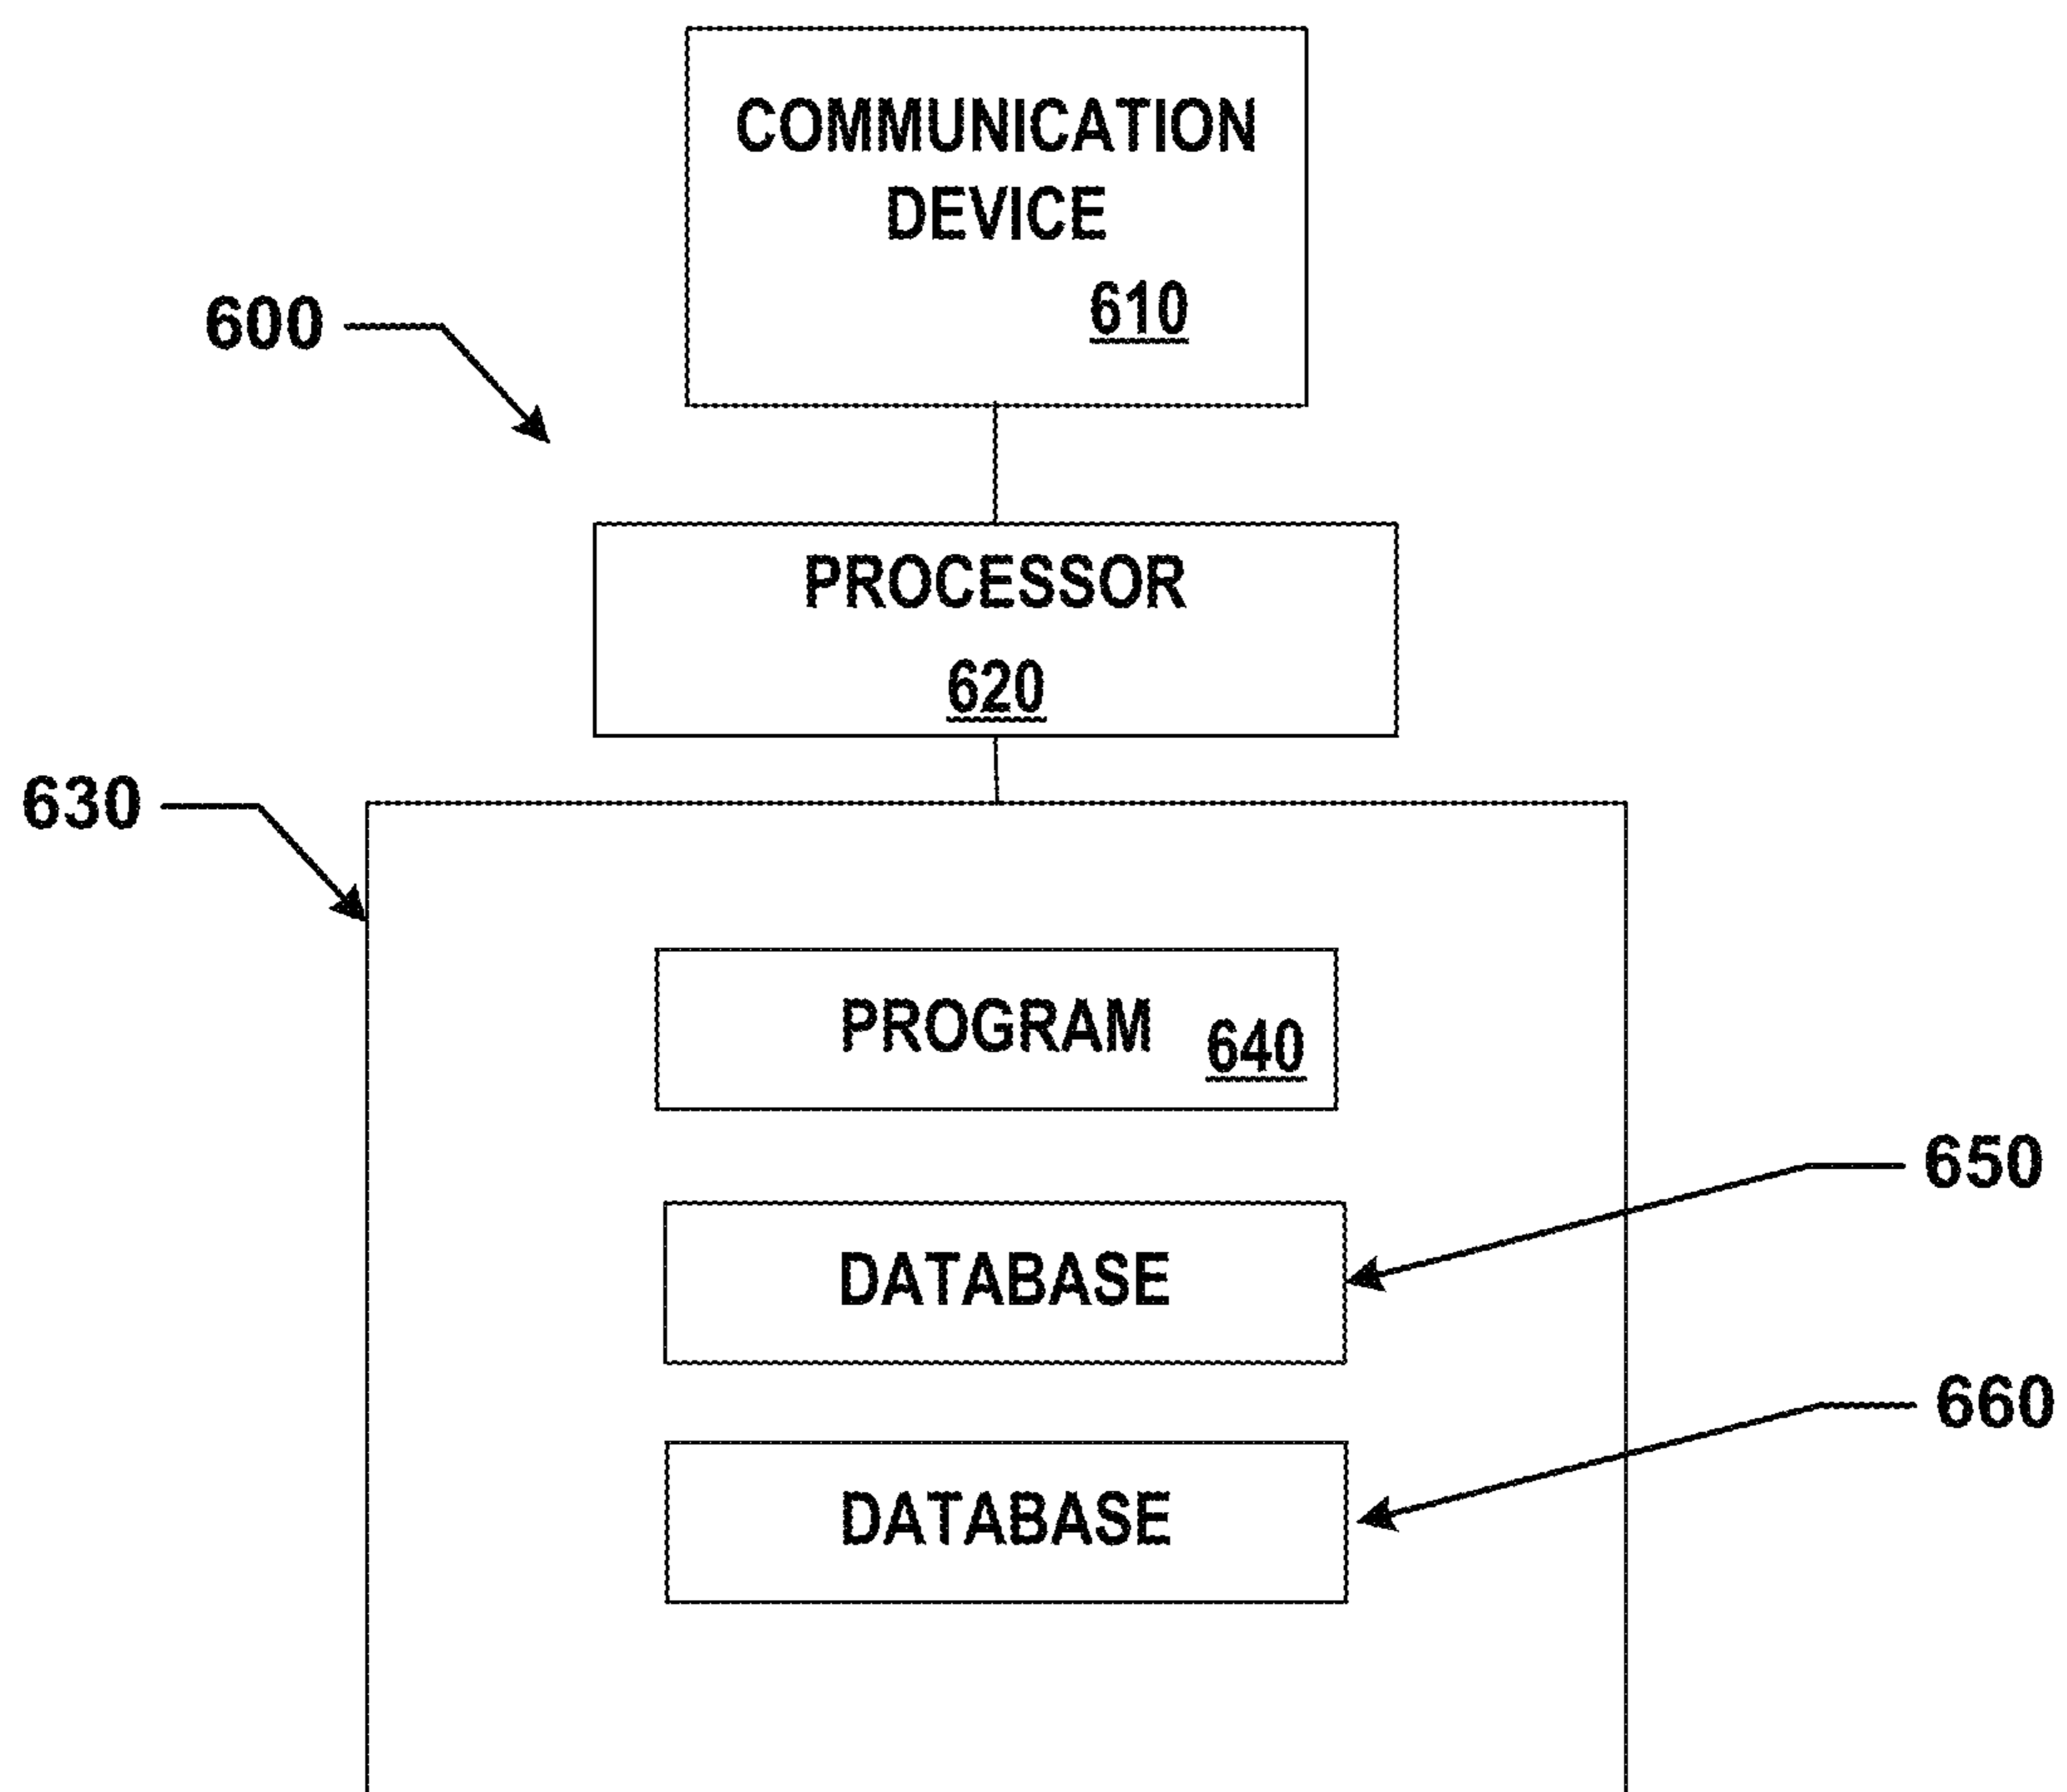 COMMUNICATION
DEVICE
610
600
PROCESSOR
620
630
PROGRAM 640
650
DATABASE
660
DATABASE